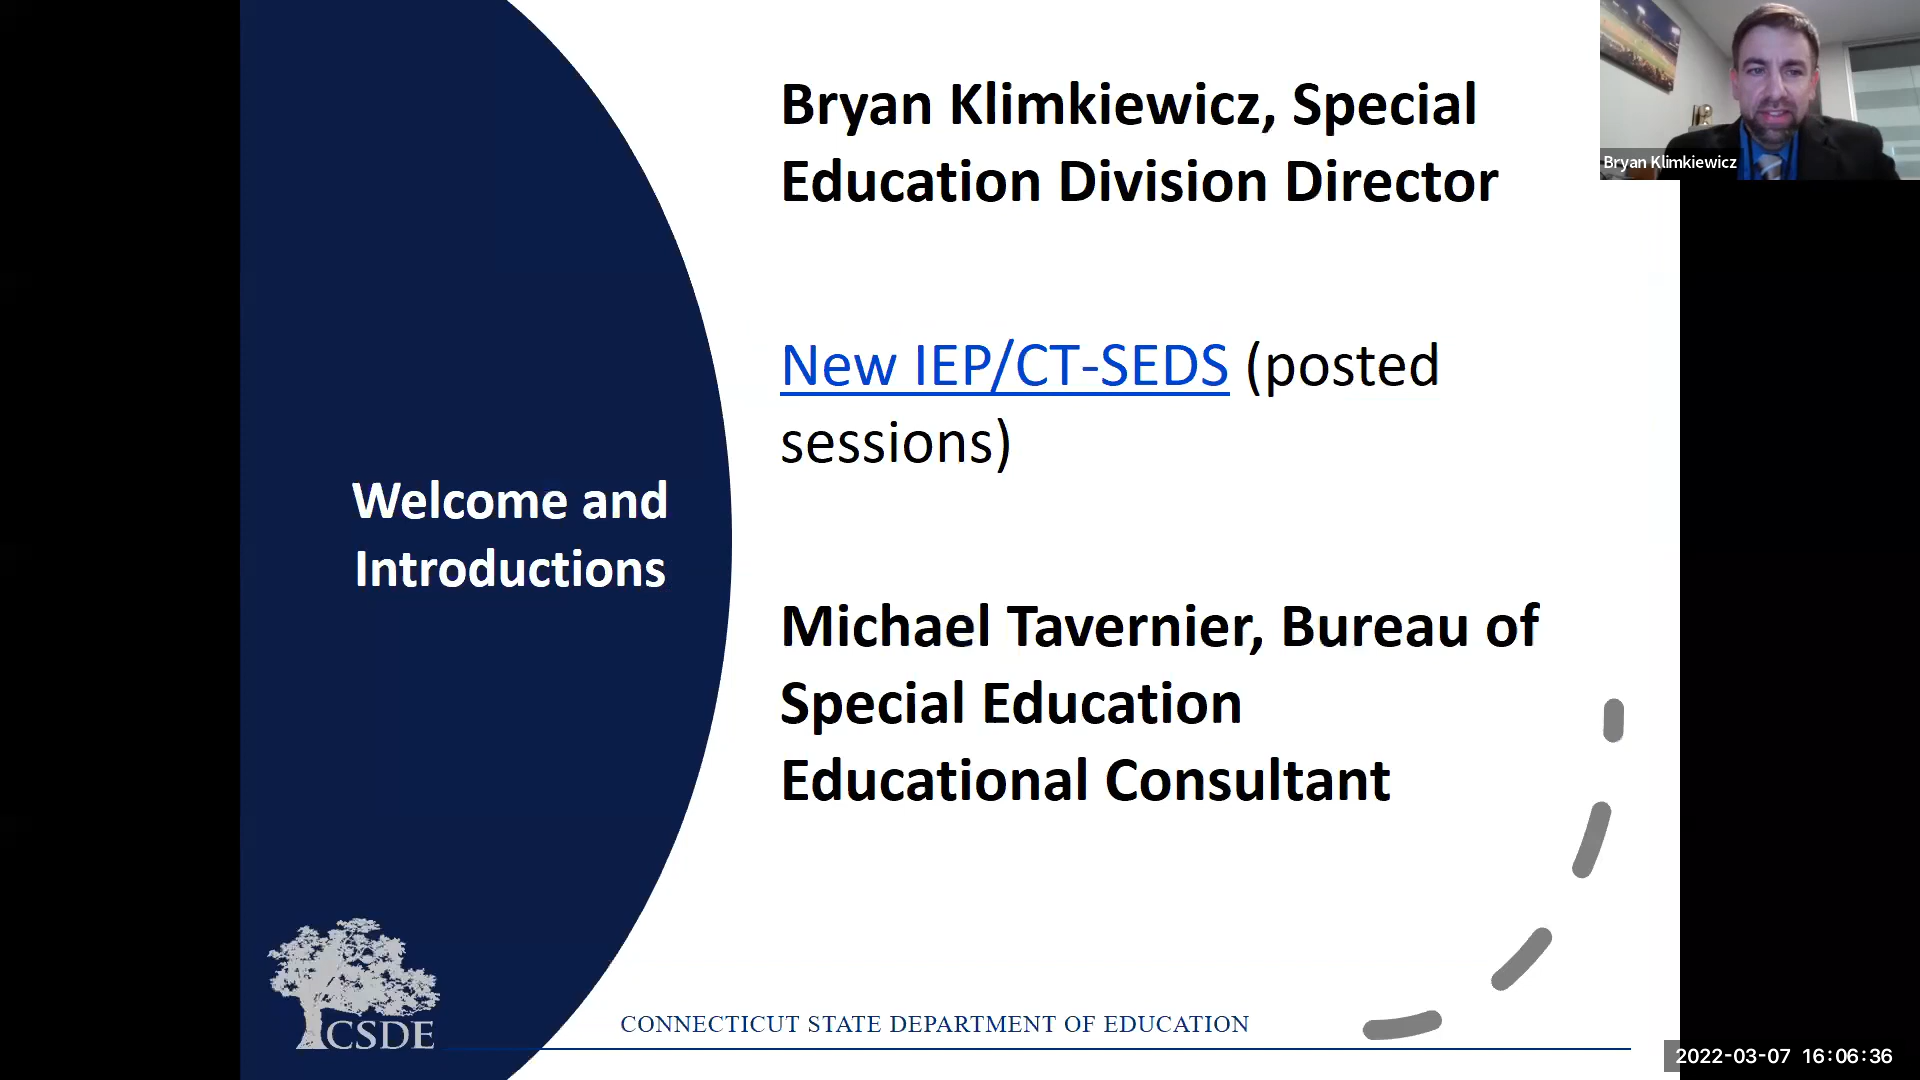 Bryan Klimkiewicz, Special
Education Division Director
New IEP/CT-SEDS (posted
sessions)
Welcome and
Introductions
Michael Tavernier, Bureau of
Special Education
Educational Consultant
CSDE
CONNECTICUT STATE DEPARTMENT OF EDUCATION
Bryan Klimkiewicz
2022-03-07 16:06:36